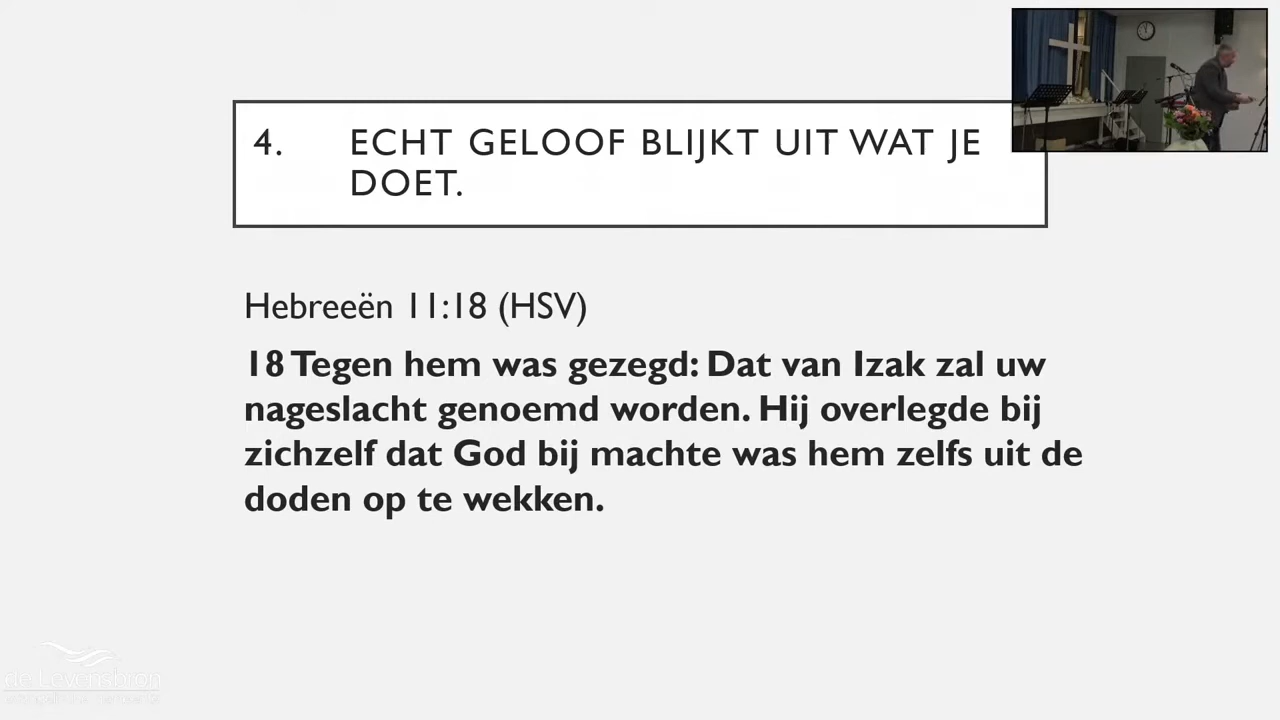 4. ECHT GELOOF BLIJKT UIT WAT JE
DOET.
Hebreeën 11:18 (HSV)
18 Tegen hem was gezegd: Dat van Izak zal uw
nageslacht genoemd worden. Hij overlegde bij
zichzelf dat God bij machte was hem zelfs uit de
doden op te wekken.
de Levensbron